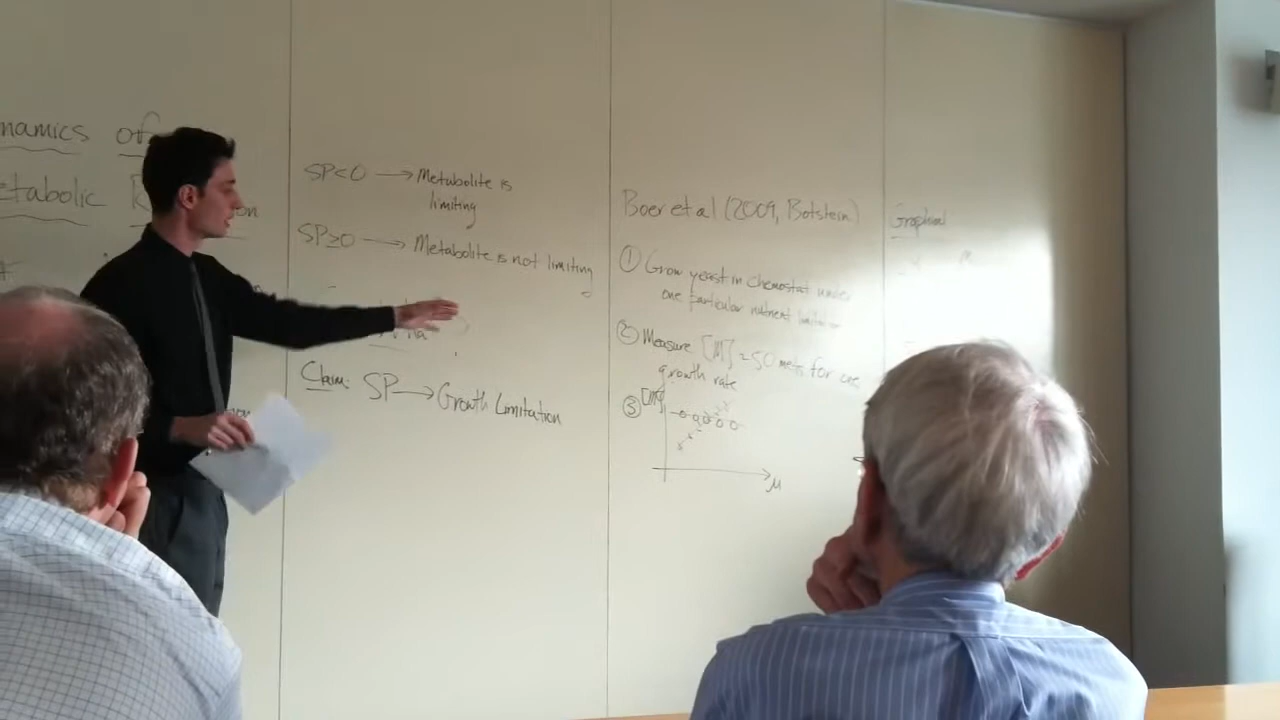 namics of
etabolic
SP<0 → Metabolite is
limiting
SP≥0 → Metabolite is not limiting
Claim: SP → Growth Limitation
Boer et al (2009, Botstein)
① Grow yeast in Chemostat under
one particular nutrient limitation
② Measure [M] = 50 mets for one
growth rate
③ [M]
μ
Graphical